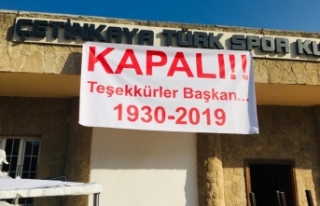 ÇETİNKAYA TÜRK SPOR KU
KAPALI!!
Teşekkürler Başkan...
1930-2019